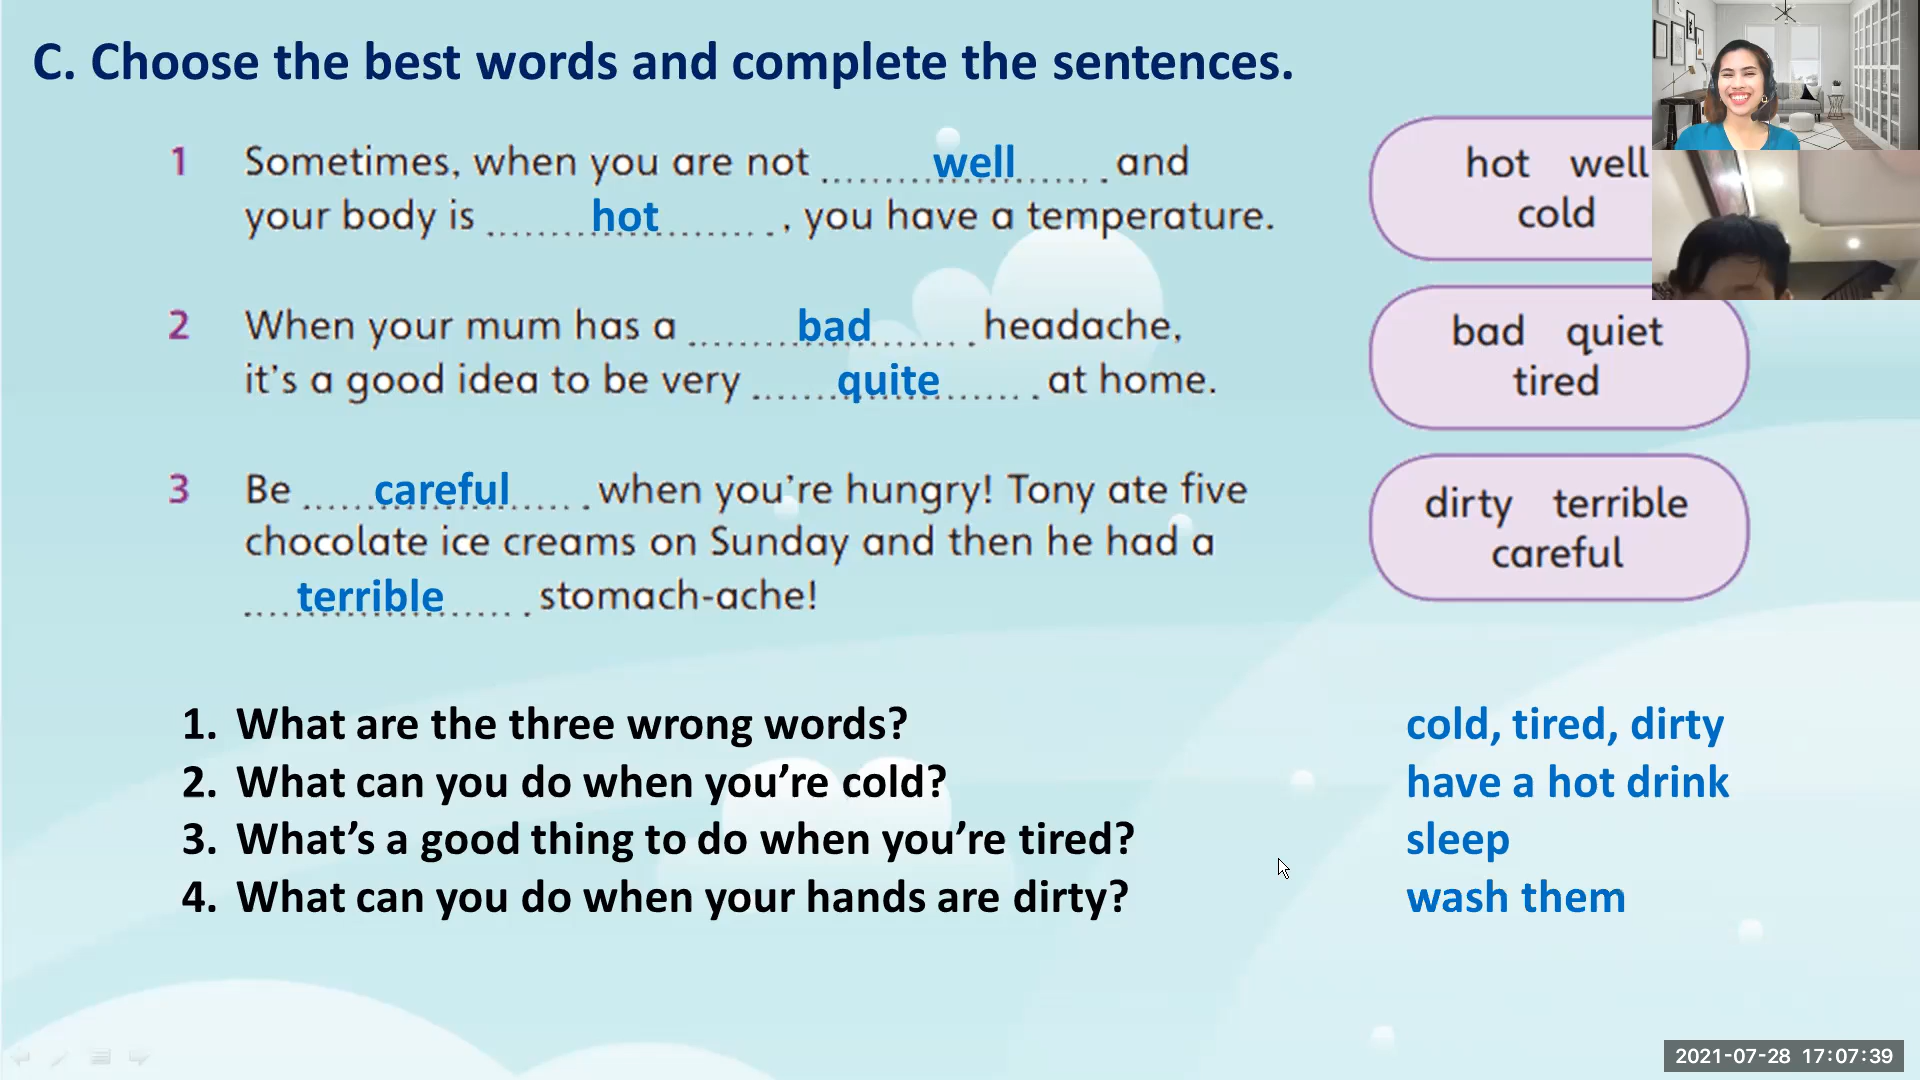 C. Choose the best words and complete the sentences.
1 Sometimes, when you are not well and
your body is hot, you have a temperature.
hot well
cold
2 When your mum has a bad headache,
it's a good idea to be very quite at home.
bad quiet
tired
3 Be careful when you're hungry! Tony ate five
chocolate ice creams on Sunday and then he had a
terrible stomach-ache!
dirty terrible
careful
1. What are the three wrong words? cold, tired, dirty
2. What can you do when you’re cold? have a hot drink
3. What’s a good thing to do when you’re tired? sleep
4. What can you do when your hands are dirty? wash them
2021-07-28 17:07:39